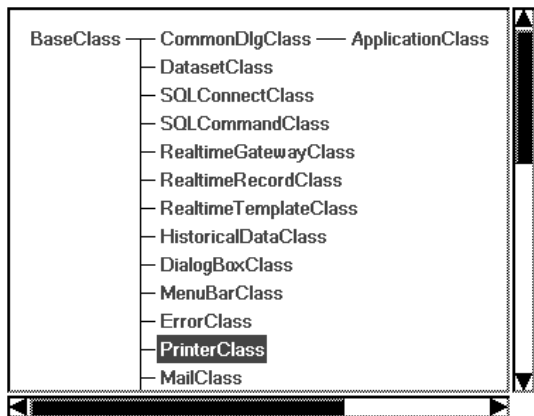 BaseClass CommonDlgClass ApplicationClass
DatasetClass
SQLConnectClass
SQLCommandClass
RealtimeGatewayClass
RealtimeRecordClass
RealtimeTemplateClass
HistoricalDataClass
DialogBoxClass
MenuBarClass
ErrorClass
PrinterClass
MailClass